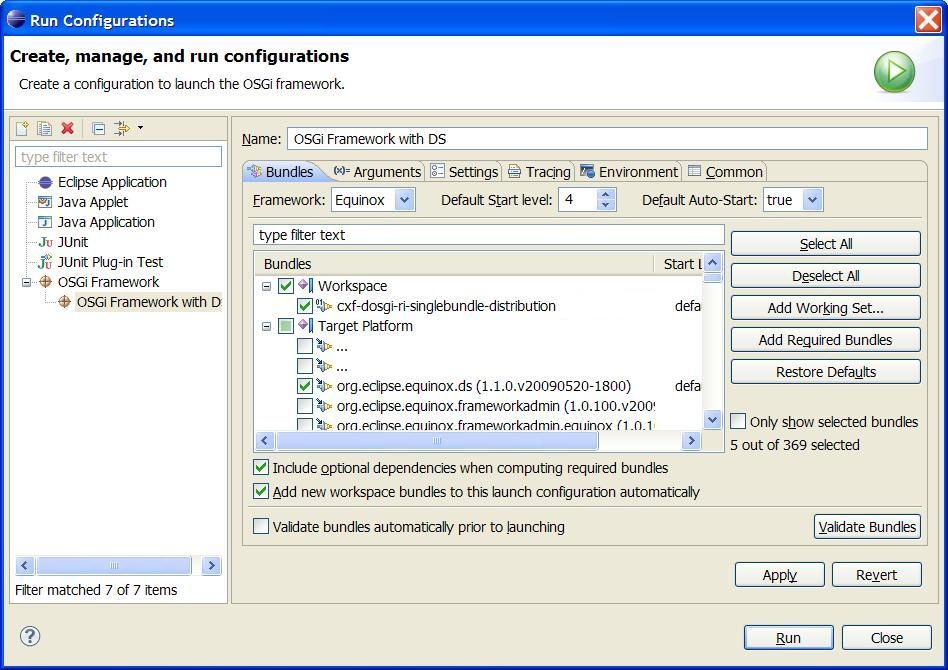 Run Configurations
Create, manage, and run configurations
Create a configuration to launch the OSGi framework.
type filter text
Eclipse Application
Java Applet
Java Application
JUnit
JUnit Plug-in Test
OSGi Framework
OSGi Framework with D
Filter matched 7 of 7 items
Name: OSGi Framework with DS
Bundles Arguments Settings Tracing Environment Common
Framework: Equinox Default Start level: 4 Default Auto-Start: true
type filter text
Bundles Start L
Workspace
cxf-dosgi-ri-singlebundle-distribution defa
Target Platform
...
...
org.eclipse.equinox.ds (1.1.0.v20090520-1800) defa
org.eclipse.equinox.frameworkadmin (1.0.100.v200
org.eclipse.equinox.frameworkadmin.equinox (1.0.1
Select All
Deselect All
Add Working Set...
Add Required Bundles
Restore Defaults
Only show selected bundles
5 out of 369 selected
Include optional dependencies when computing required bundles
Add new workspace bundles to this launch configuration automatically
Validate bundles automatically prior to launching
Validate Bundles
Apply Revert
Run Close